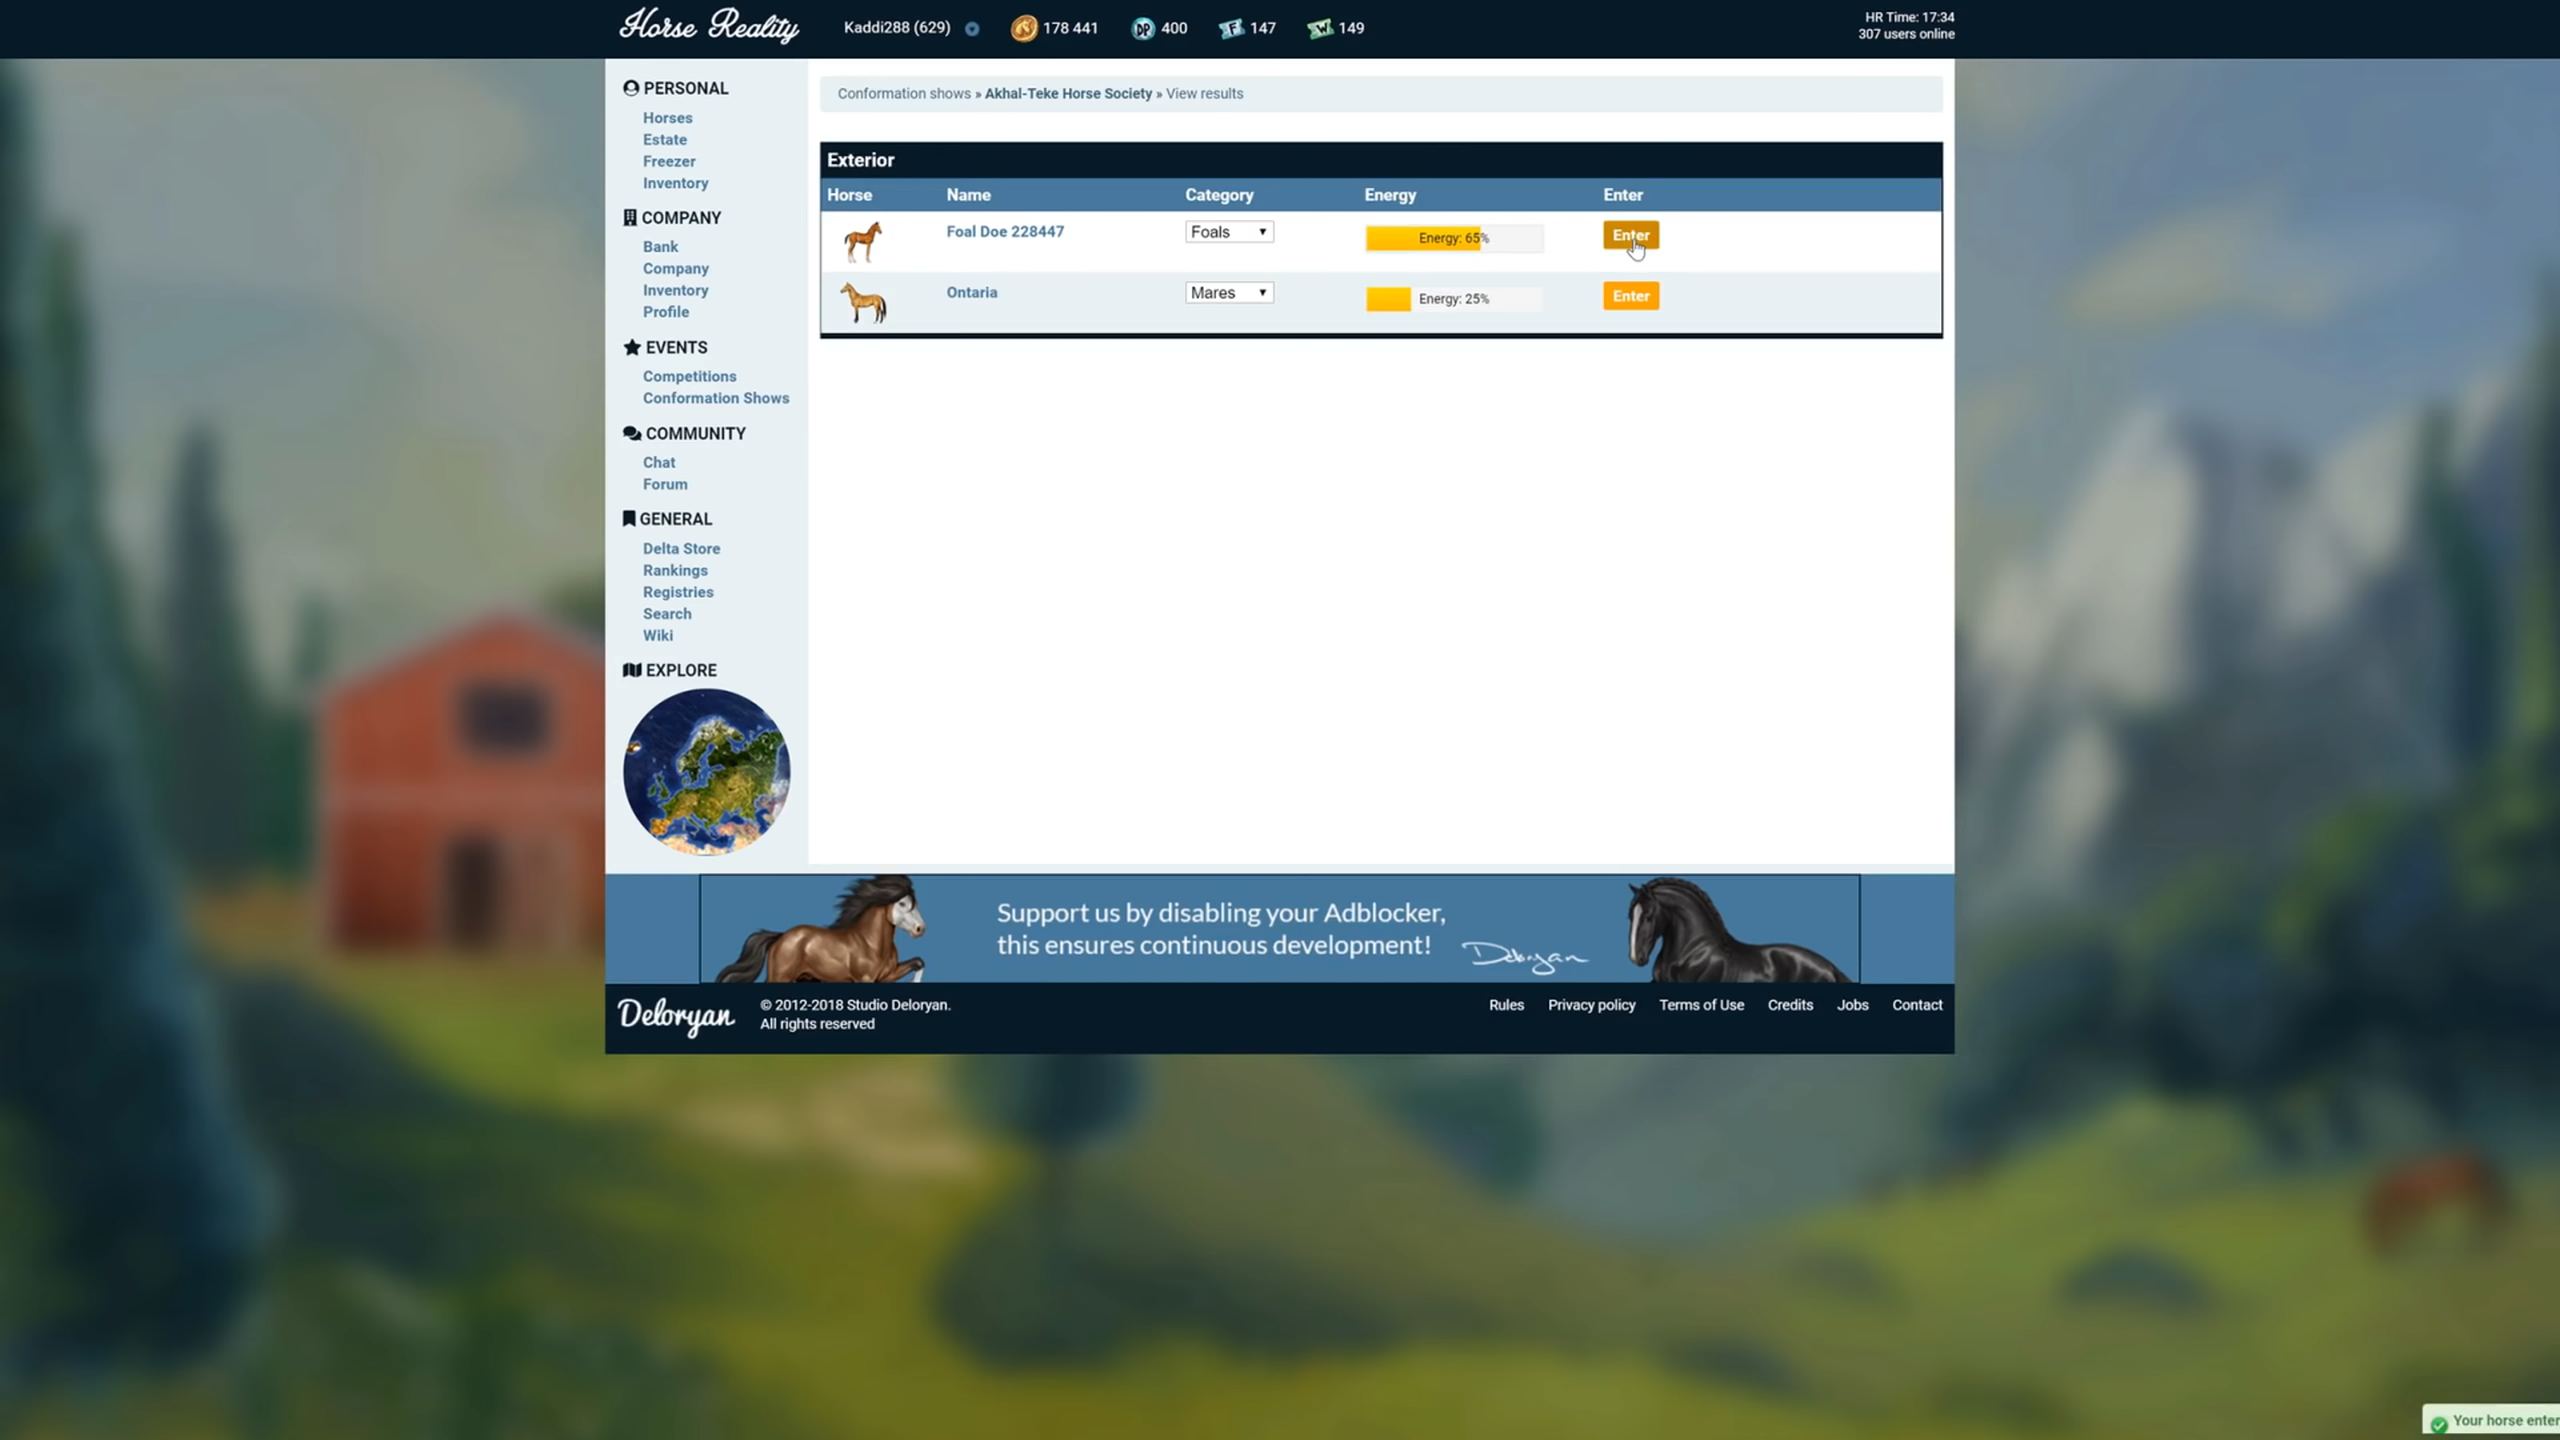 Horse Reality
Kaddi288 (629)
178 441
DP
400
F
147
W
149
HR Time: 17:34
307 users online
PERSONAL
Horses
Estate
Freezer
Inventory
COMPANY
Bank
Company
Inventory
Profile
EVENTS
Competitions
Conformation Shows
COMMUNITY
Chat
Forum
GENERAL
Delta Store
Rankings
Registries
Search
Wiki
EXPLORE
Conformation shows » Akhal-Teke Horse Society » View results
Exterior
Horse Name Category Energy Enter
Foal Doe 228447 Foals Energy: 65% Enter
Ontaria Mares Energy: 25% Enter
Support us by disabling your Adblocker,
this ensures continuous development!
Deloryan
Deloryan
© 2012-2018 Studio Deloryan.
All rights reserved
Rules Privacy policy Terms of Use Credits Jobs Contact
Your horse enter